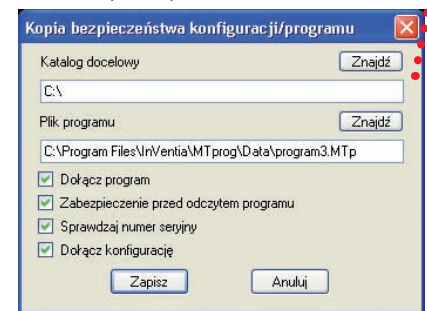 Kopia bezpieczeństwa konfiguracji/programu
Katalog docelowy Znajdź
C:\
Plik programu Znajdź
C:\Program Files\InVentia\MTprog\Data\program3.MTp
Dołącz program
Zabezpieczenie przed odczytem programu
Sprawdzaj numer seryjny
Dołącz konfigurację
Zapisz Anuluj